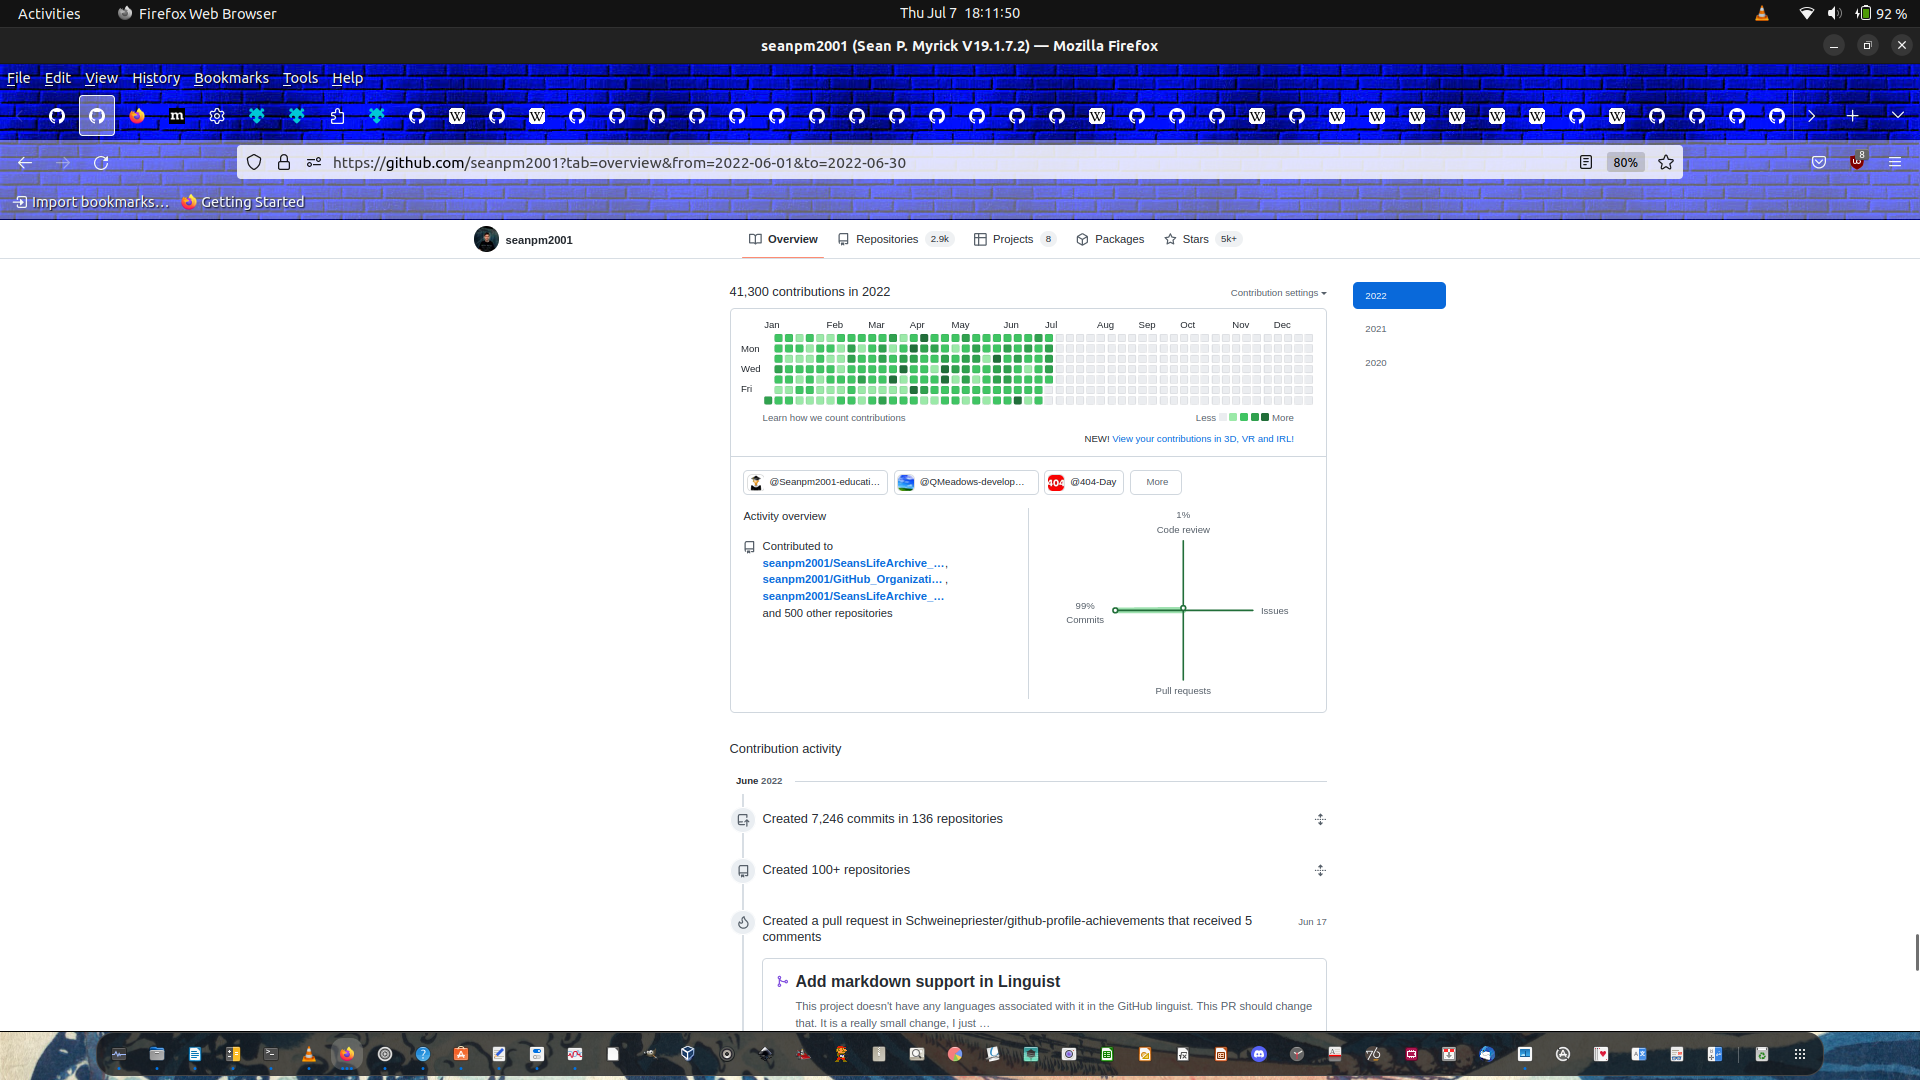 Activities Firefox Web Browser Thu Jul 7 18:11:50 92 %
seanpm2001 (Sean P. Myrick V19.1.7.2) — Mozilla Firefox
File Edit View History Bookmarks Tools Help
https://github.com/seanpm2001?tab=overview&from=2022-06-01&to=2022-06-30 80% 8
Import bookmarks… Getting Started
seanpm2001 Overview Repositories 2.9k Projects 8 Packages Stars 5k+
41,300 contributions in 2022 Contribution settings
2022
2021
2020
Jan Feb Mar Apr May Jun Jul Aug Sep Oct Nov Dec
Mon
Wed
Fri
Learn how we count contributions Less More
NEW! View your contributions in 3D, VR and IRL!
@Seanpm2001-educati… @QMeadows-develop… 404 @404-Day More
Activity overview
Contributed to
seanpm2001/SeansLifeArchive_…,
seanpm2001/GitHub_Organizati… ,
seanpm2001/SeansLifeArchive_…
and 500 other repositories
1%
Code review
99%
Commits
Issues
Pull requests
Contribution activity
June 2022
Created 7,246 commits in 136 repositories
Created 100+ repositories
Created a pull request in Schweinepriester/github-profile-achievements that received 5 Jun 17
comments
Add markdown support in Linguist
This project doesn't have any languages associated with it in the GitHub linguist. This PR should change
that. It is a really small change, I just …